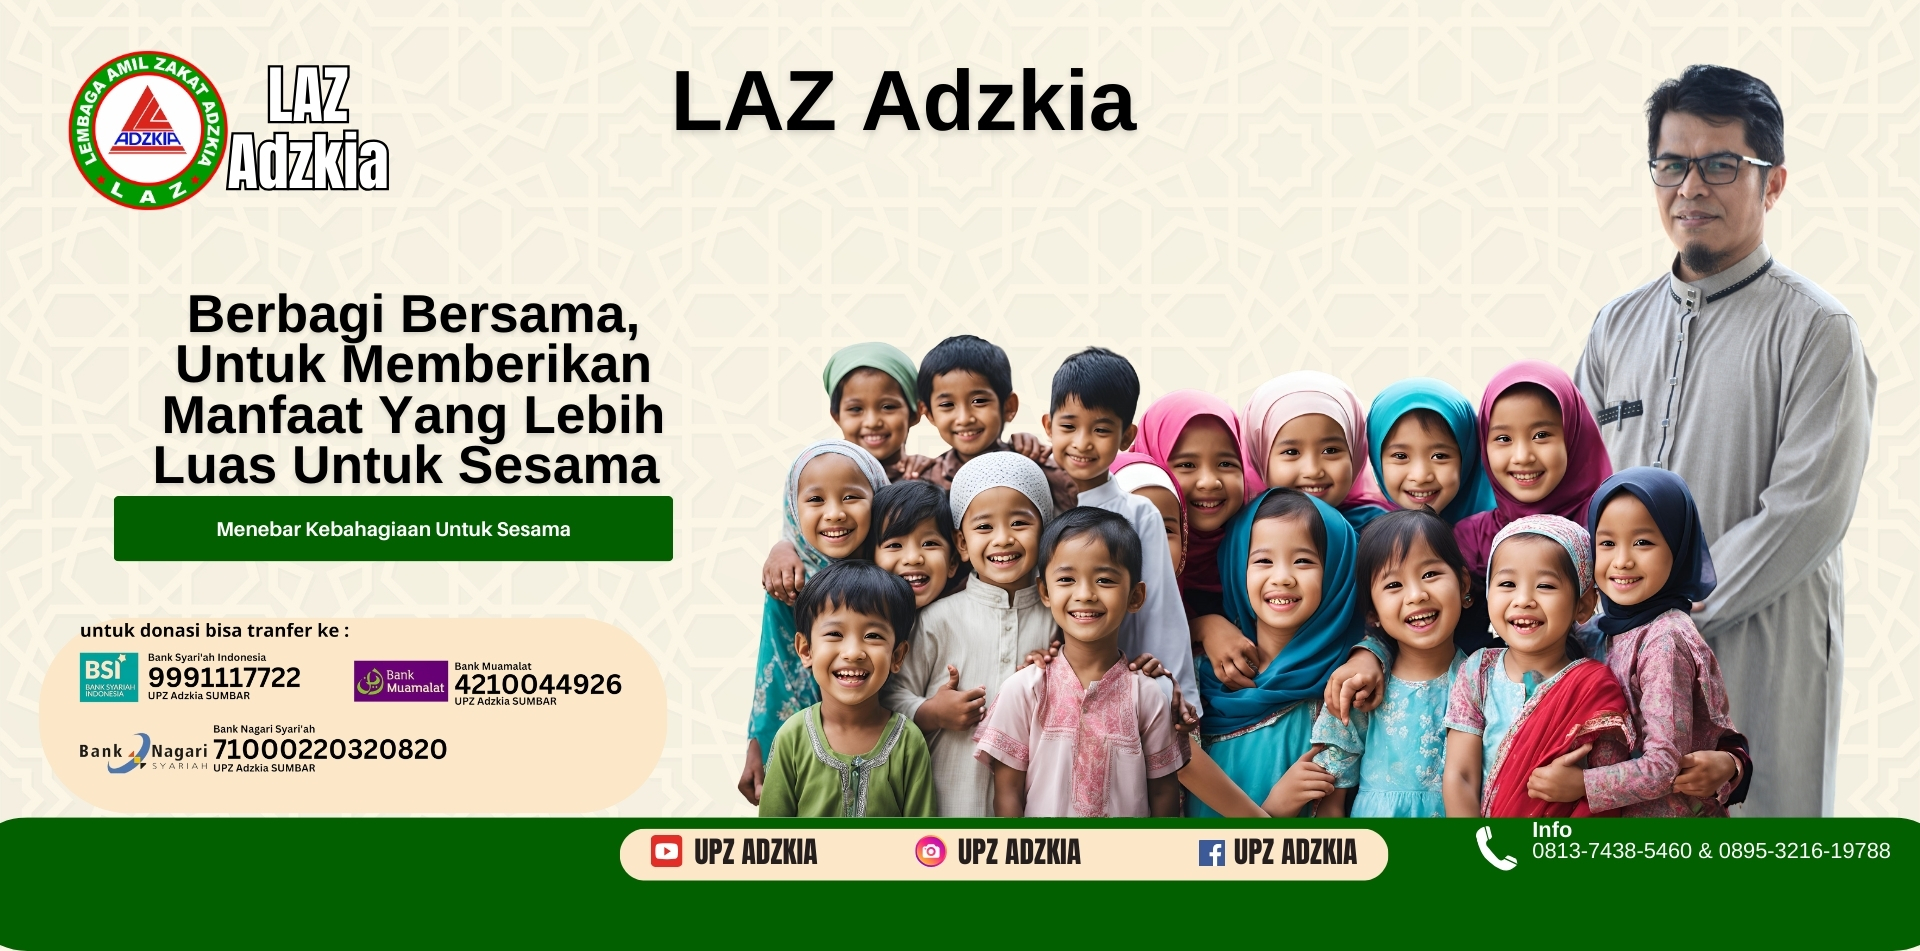 LEMBAGA AMIL ZAKAT ADZKIA
ADZKIA
LAZ
LAZ
Adzkia
LAZ Adzkia
Berbagi Bersama,
Untuk Memberikan
Manfaat Yang Lebih
Luas Untuk Sesama
Menebar Kebahagiaan Untuk Sesama
untuk donasi bisa tranfer ke :
BSI
BANK SYARIAH
INDONESIA
Bank Syari'ah Indonesia
9991117722
UPZ Adzkia SUMBAR
Bank
Muamalat
Bank Muamalat
4210044926
UPZ Adzkia SUMBAR
Bank Nagari
SYARIAH
Bank Nagari Syari'ah
71000220320820
UPZ Adzkia SUMBAR
UPZ ADZKIA
UPZ ADZKIA
UPZ ADZKIA
Info
0813-7438-5460 & 0895-3216-19788